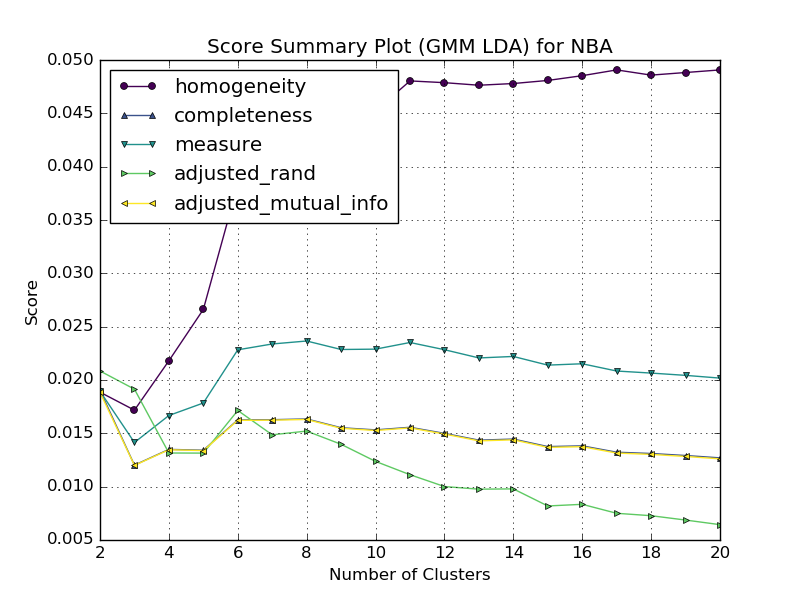 Score Summary Plot (GMM LDA) for NBA
0.050
0.045
0.040
0.035
0.030
0.025
0.020
0.015
0.010
0.005
Score
homogeneity
completeness
measure
adjusted_rand
adjusted_mutual_info
2 4 6 8 10 12 14 16 18 20
Number of Clusters